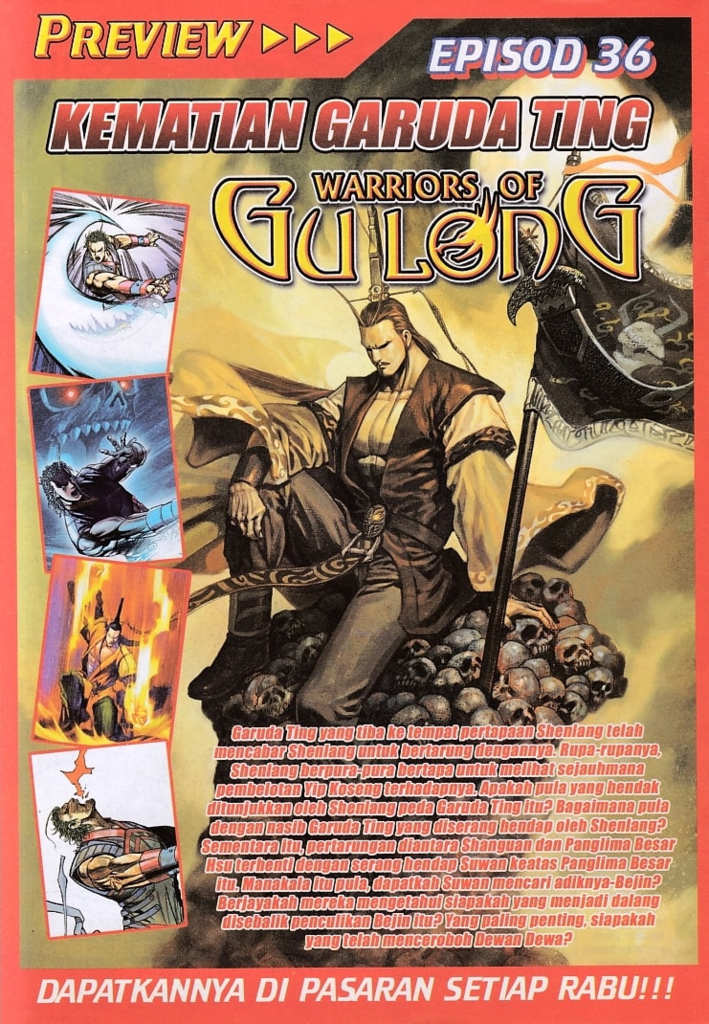 PREVIEW
EPISOD 36
KEMATIAN GARUDA TING
WARRIORS OF
GU LONG
Garuda Ting yang tiba ke tempat pertapaan Shenlang telah
mencabar Shenlang untuk bertarung dengannya. Rupa-rupanya,
Shenlang berpura-pura bertapa untuk melihat sejauhmana
pembelotan Yip Koseng terhadapnya. Apakah pula yang hendak
ditunjukkan oleh Shenlang peda Garuda Ting itu? Bagaimana pula
dengan nasib Garuda Ting yang diserang hendap oleh Shenlang?
Sementara itu, pertarungan diantara Shanguan dan Panglima Besar
Hsu terhenti dengan serang hendap Suwan keatas Panglima Besar
itu. Manakala itu pula, dapatkah Suwan mencari adiknya-Bejin?
Berjayakah mereka mengetahui siapakah yang menjadi dalang
disebalik penculikan Bejin itu? Yang paling penting, siapakah
yang telah menceroboh Dewan Dewa?
DAPATKANNYA DI PASARAN SETIAP RABU!!!